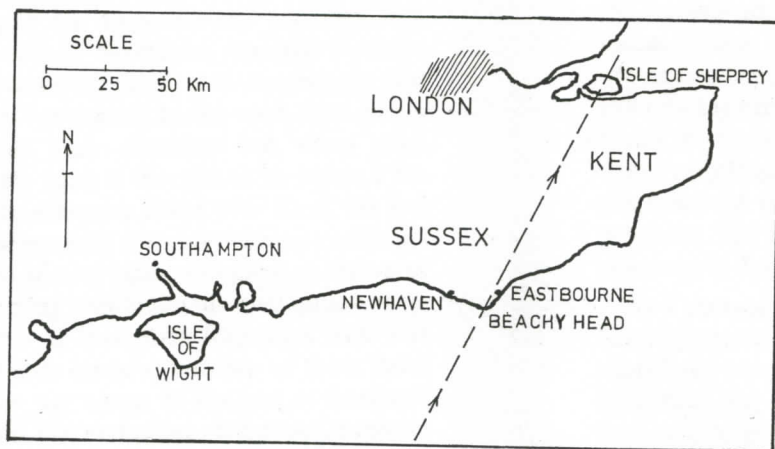 SCALE
0 25 50 Km
N
LONDON
ISLE OF SHEPPEY
KENT
SUSSEX
SOUTHAMPTON
NEWHAVEN
EASTBOURNE
BEACHY HEAD
ISLE
OF
WIGHT